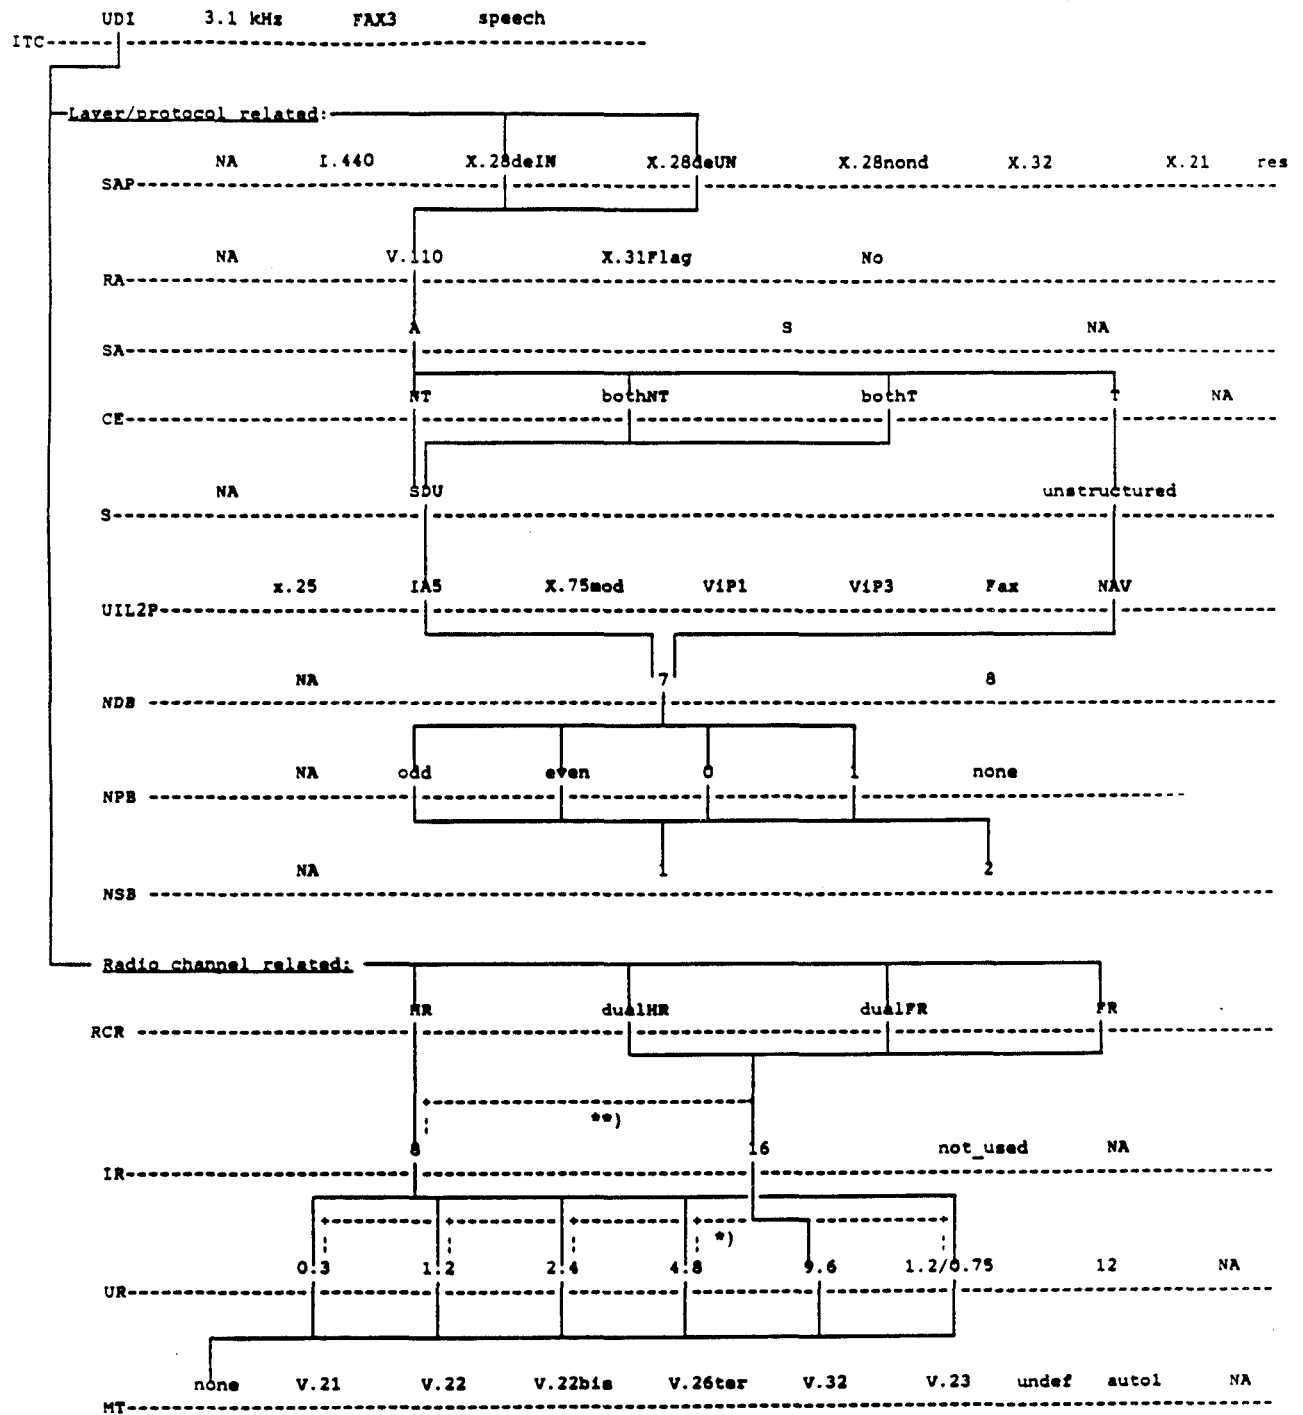 UDI 3.1 kHz FAX3 speech
ITC
Layer/protocol related:
NA I.440 X.28deIN X.28deUN X.28nond X.32 X.21 res
SAP
NA V.110 X.31Flag No
RA
A S NA
SA
NT bothNT bothT T NA
CE
NA SDU unstructured
S
x.25 IA5 X.75mod ViP1 ViP3 Fax NAV
UIL2P
NA 7 8
NDB
NA odd even 0 1 none
NPB
NA 1 2
NSB
Radio channel related:
HR dualHR dualFR FR
RCR
**)
8 16 not_used NA
IR
*)
0.3 1.2 2.4 4.8 9.6 1.2/0.75 12 NA
UR
none V.21 V.22 V.22bis V.26ter V.32 V.23 undef auto1 NA
MT